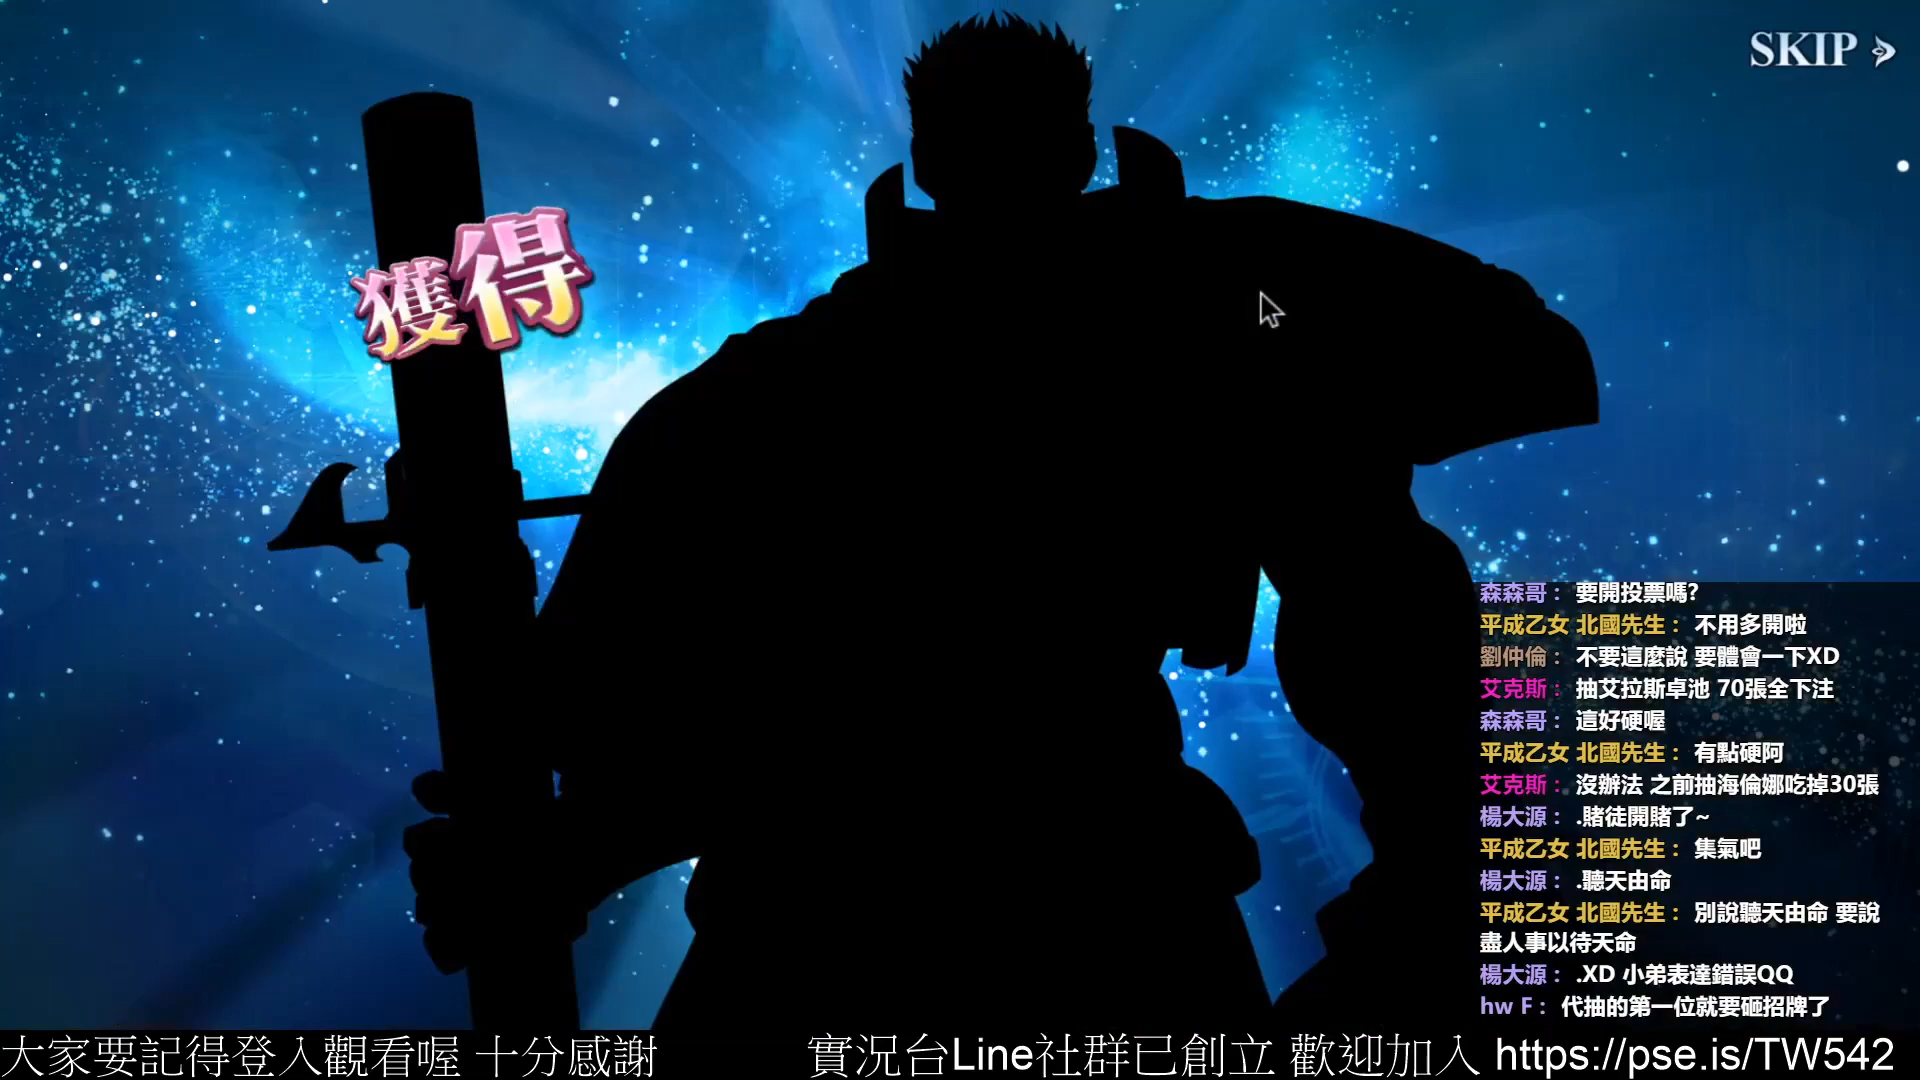 SKIP
獲得
森森哥： 要開投票嗎?
平成乙女 北國先生： 不用多開啦
劉仲倫： 不要這麼說 要體會一下XD
艾克斯： 抽艾拉斯卓池 70張全下注
森森哥： 這好硬喔
平成乙女 北國先生： 有點硬阿
艾克斯： 沒辦法 之前抽海倫娜吃掉30張
楊大源： .賭徒開賭了~
平成乙女 北國先生： 集氣吧
楊大源： .聽天由命
平成乙女 北國先生： 別說聽天由命 要說
盡人事以待天命
楊大源： .XD 小弟表達錯誤QQ
hw F： 代抽的第一位就要砸招牌了
大家要記得登入觀看喔 十分感謝 實況台Line社群已創立 歡迎加入 https://pse.is/TW542